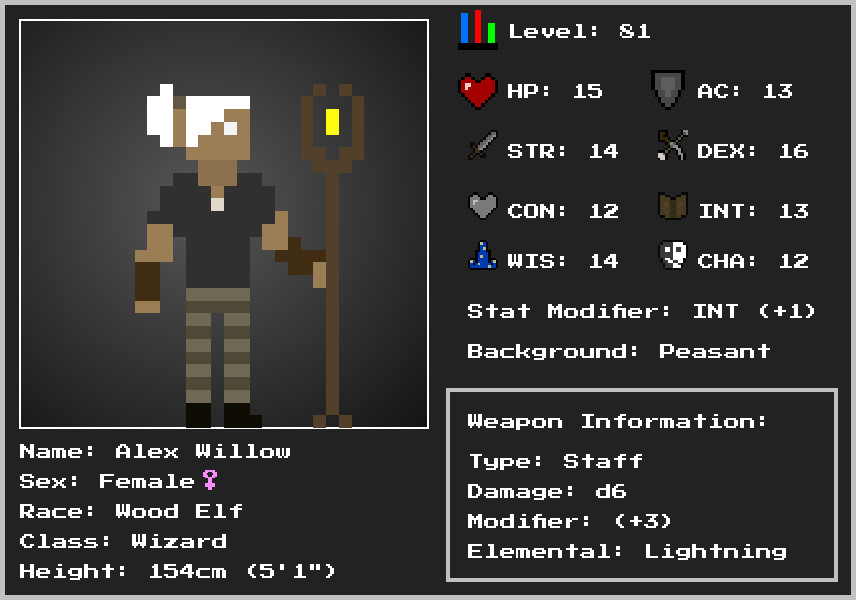 Level: 81
HP: 15
AC: 13
STR: 14
DEX: 16
CON: 12
INT: 13
WIS: 14
CHA: 12
Stat Modifier: INT (+1)
Background: Peasant
Weapon Information:
Type: Staff
Damage: d6
Modifier: (+3)
Elemental: Lightning
Name: Alex Willow
Sex: Female♀
Race: Wood Elf
Class: Wizard
Height: 154cm (5'1")